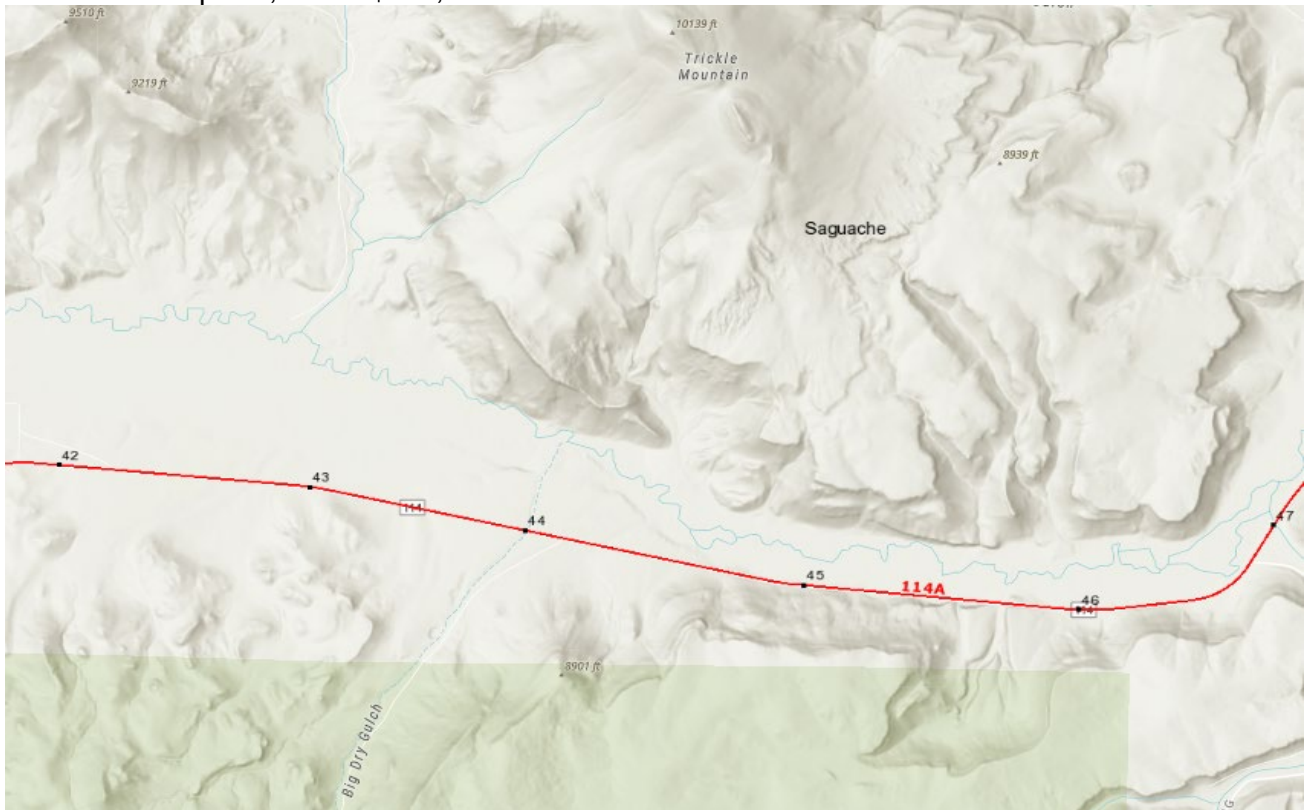 9510 ft
10139 ft
Trickle
Mountain
9219 ft
8939 ft
Saguache
42
43
114
44
45
114A
46
47
8901 ft
Big Dry Gulch
G